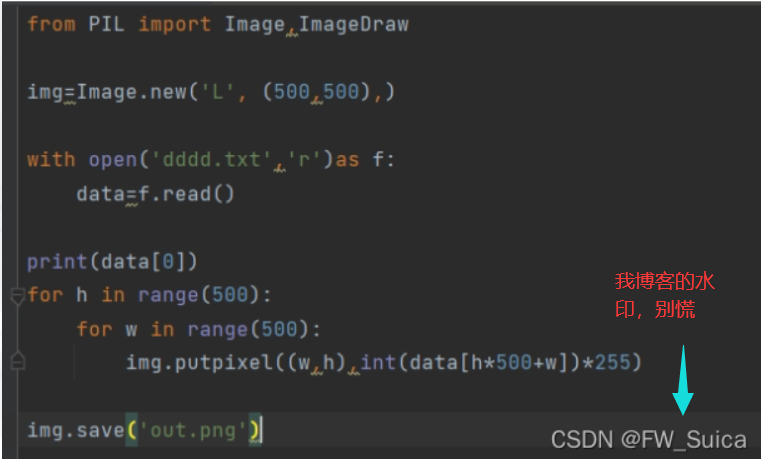 from PIL import Image,ImageDraw
img=Image.new('L', (500,500),)
with open('dddd.txt','r')as f:
data=f.read()
print(data[0])
for h in range(500):
for w in range(500):
img.putpixel((w,h),int(data[h*500+w])*255)
img.save('out.png')
我博客的水
印，别慌
CSDN @FW_Suica